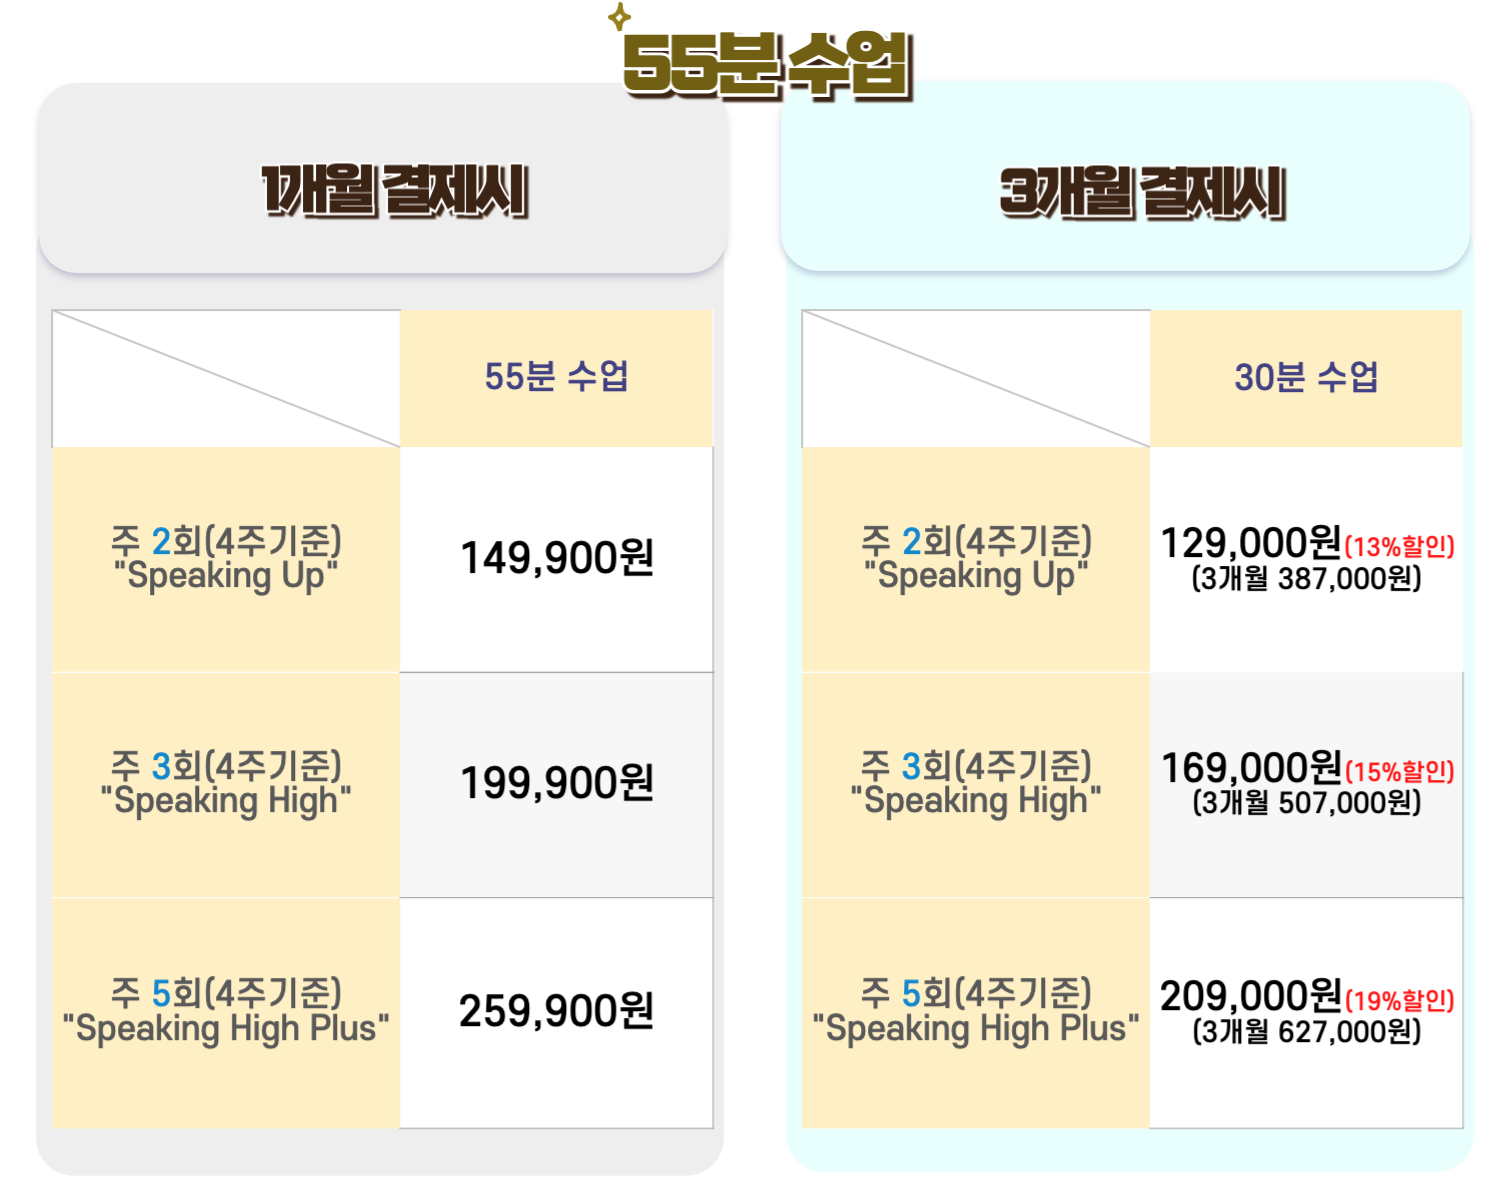 55분 수업
1개월 결제시
55분 수업
주 2회(4주기준)
"Speaking Up"
149,900원
주 3회(4주기준)
"Speaking High"
199,900원
주 5회(4주기준)
"Speaking High Plus"
259,900원
3개월 결제시
30분 수업
주 2회(4주기준)
"Speaking Up"
129,000원(13%할인)
(3개월 387,000원)
주 3회(4주기준)
"Speaking High"
169,000원(15%할인)
(3개월 507,000원)
주 5회(4주기준)
"Speaking High Plus"
209,000원(19%할인)
(3개월 627,000원)